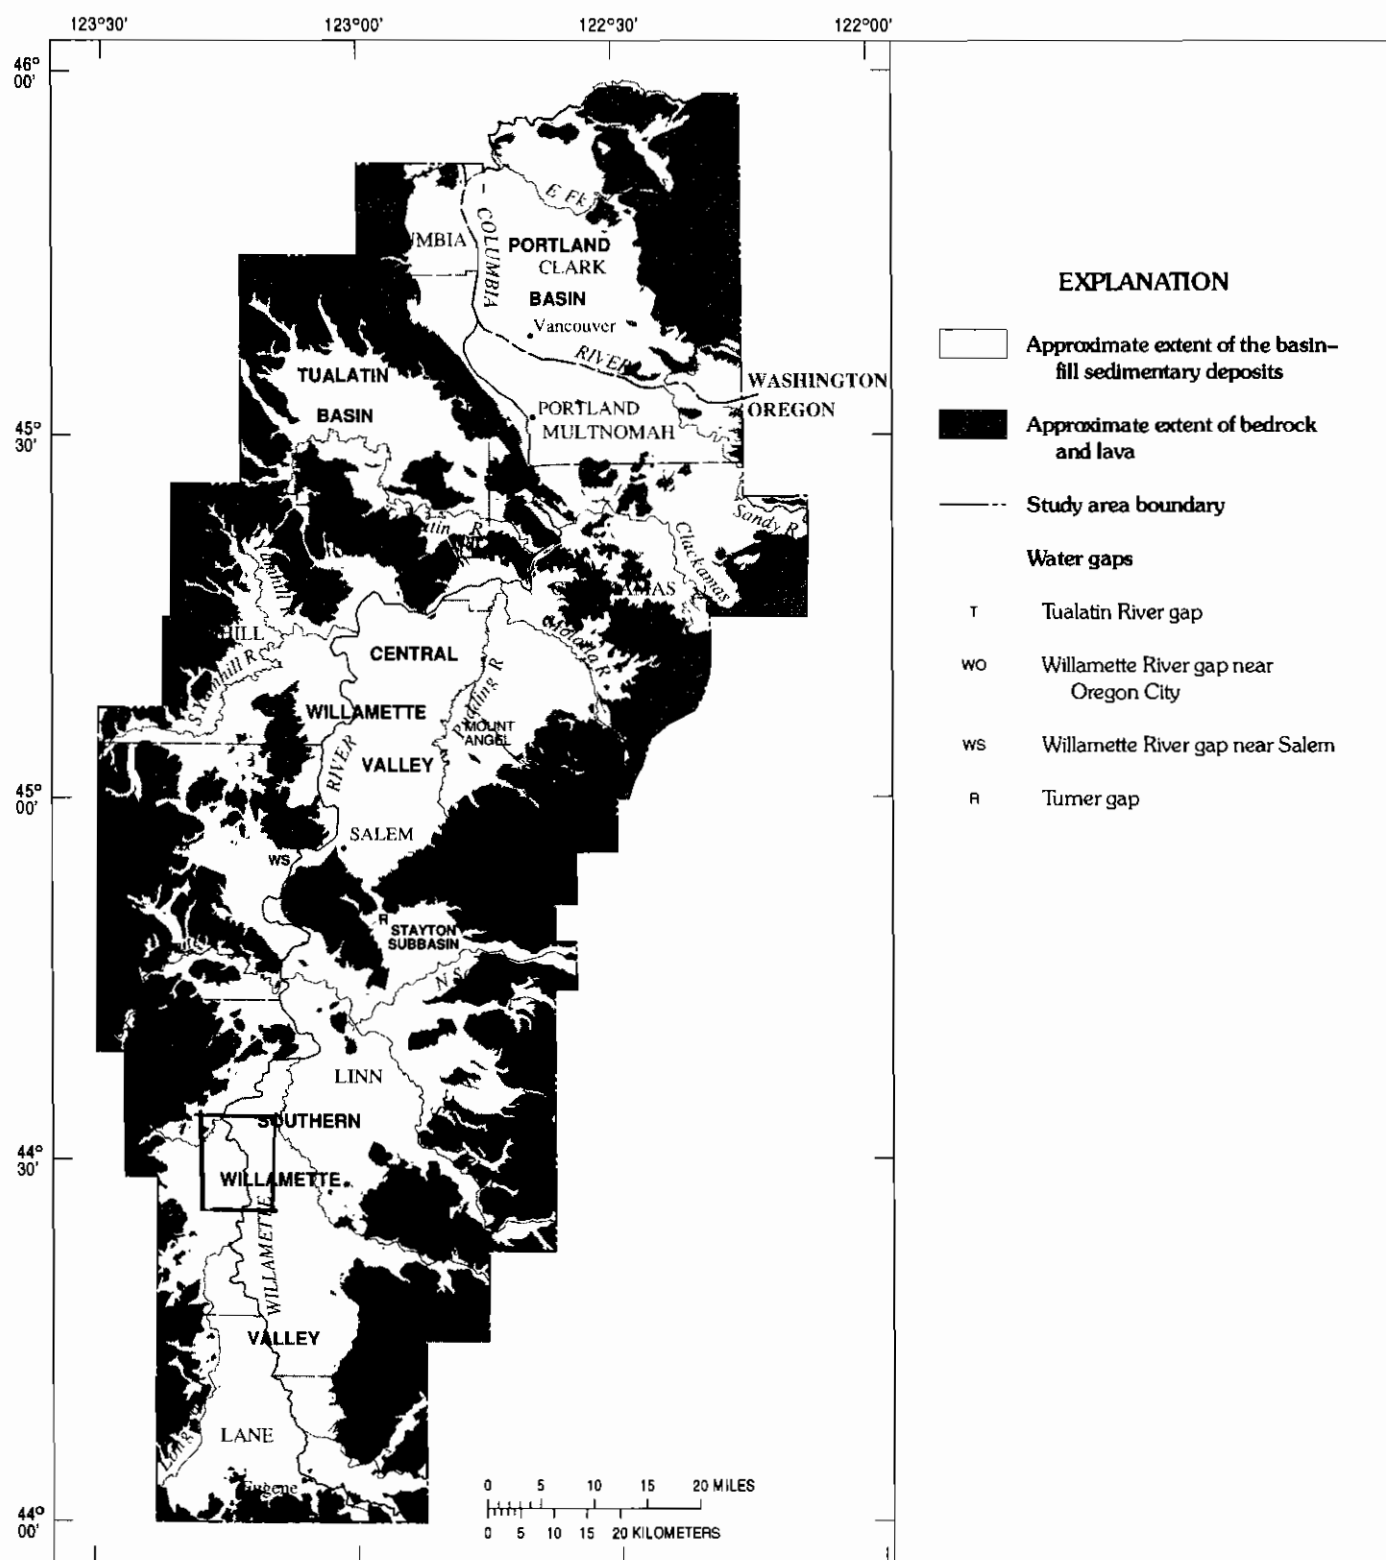 123°30'
123°00'
122°30'
122°00'
46°
00'
E Fk
COLUMBIA
PORTLAND
CLARK
BASIN
Vancouver
RIVER
TUALATIN
BASIN
WASHINGTON
OREGON
PORTLAND
MULTNOMAH
45°
30'
Sandy R
Clackamas
CENTRAL
S Yamhill R
Molalla R
WILLAMETTE
MOUNT
ANGEL
RIVER
VALLEY
45°
00'
SALEM
WS
R
STAYTON
SUBBASIN
LINN
SOUTHERN
44°
30'
WILLAMETTE
WILLAMETTE
VALLEY
LANE
Eugene
44°
00'
0 5 10 15 20 MILES
0 5 10 15 20 KILOMETERS
EXPLANATION
Approximate extent of the basin–
fill sedimentary deposits
Approximate extent of bedrock
and lava
Study area boundary
Water gaps
T Tualatin River gap
WO Willamette River gap near
Oregon City
WS Willamette River gap near Salem
R Turner gap